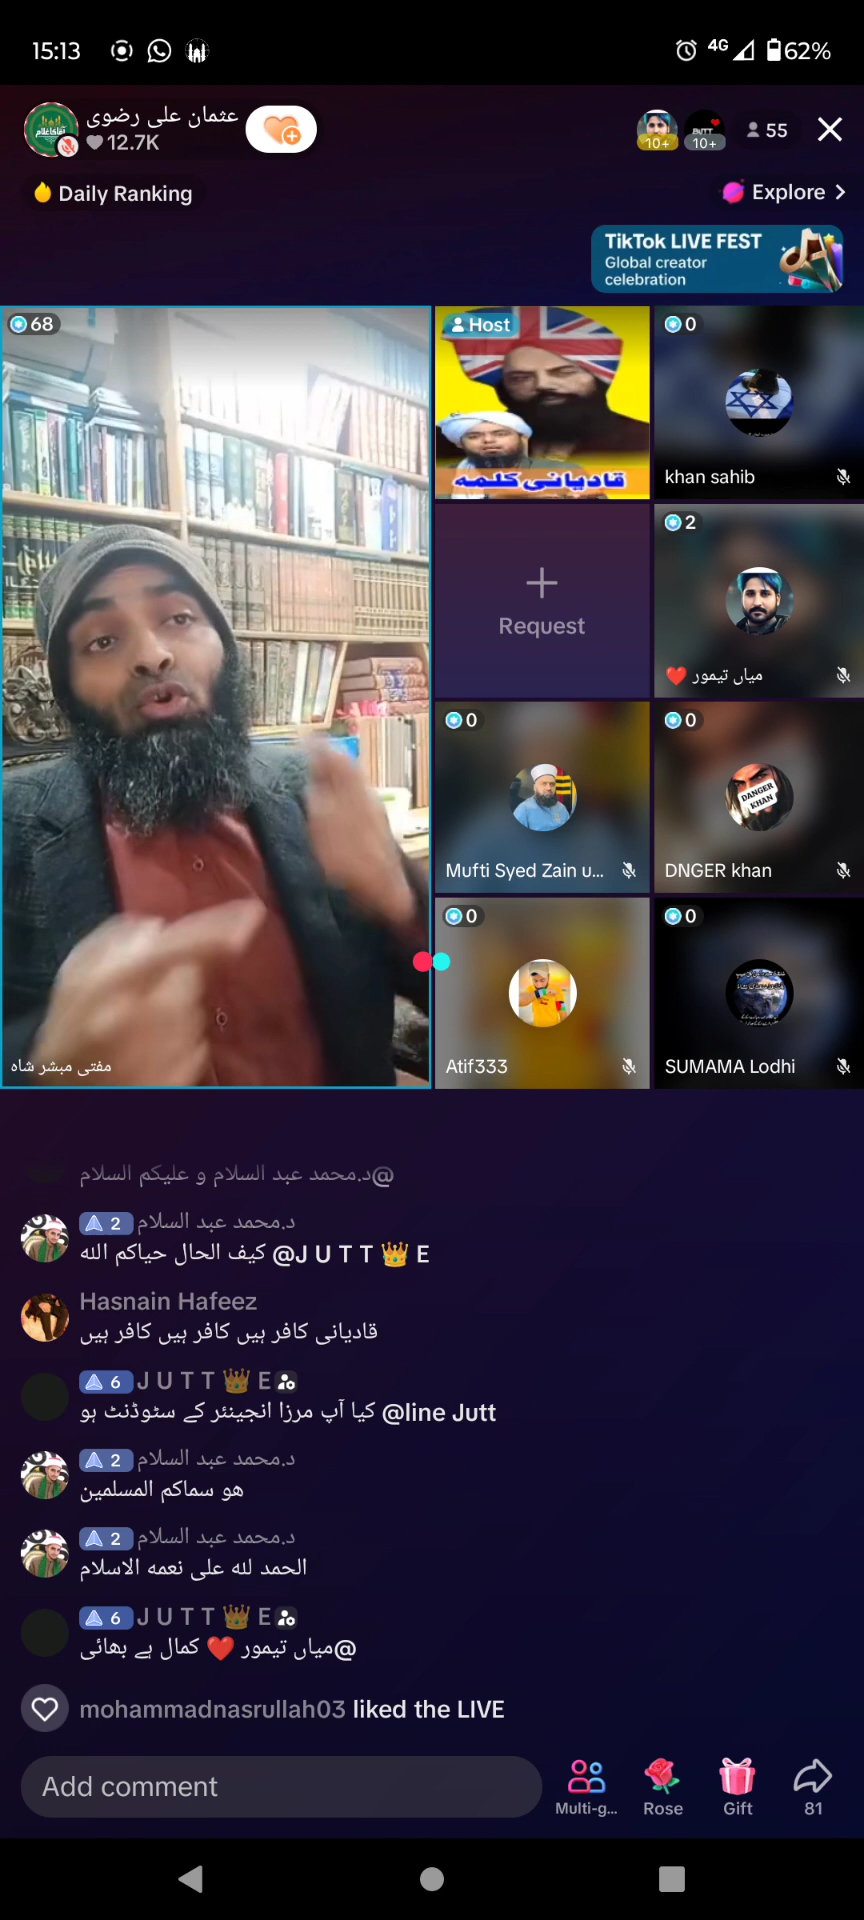 15:13
4G
62%
عثمان علی رضوی
12.7K
10+
10+
55
Daily Ranking
Explore
TikTok LIVE FEST
Global creator
celebration
68
Host
قادیانی کلمه
0
khan sahib
Request
2
میاں تیمور ❤️
0
Mufti Syed Zain u...
0
DANGER
KHAN
DNGER khan
0
Atif333
0
SUMAMA Lodhi
مفتی مبشر شاہ
@د.محمد عبد السلام و علیکم السلام
2 د.محمد عبد السلام
@J U T T 👑 E كيف الحال حياكم الله
Hasnain Hafeez
قادیانی کافر ہیں کافر ہیں کافر ہیں
6 J U T T 👑 E
@line Jutt کیا آپ مرزا انجینئر کے سٹوڈنٹ ہو
2 د.محمد عبد السلام
هو سماكم المسلمين
2 د.محمد عبد السلام
الحمد لله على نعمه الاسلام
6 J U T T 👑 E
@میاں تیمور ❤️ کمال ہے بھائی
mohammadnasrullah03 liked the LIVE
Add comment
Multi-g...
Rose
Gift
81